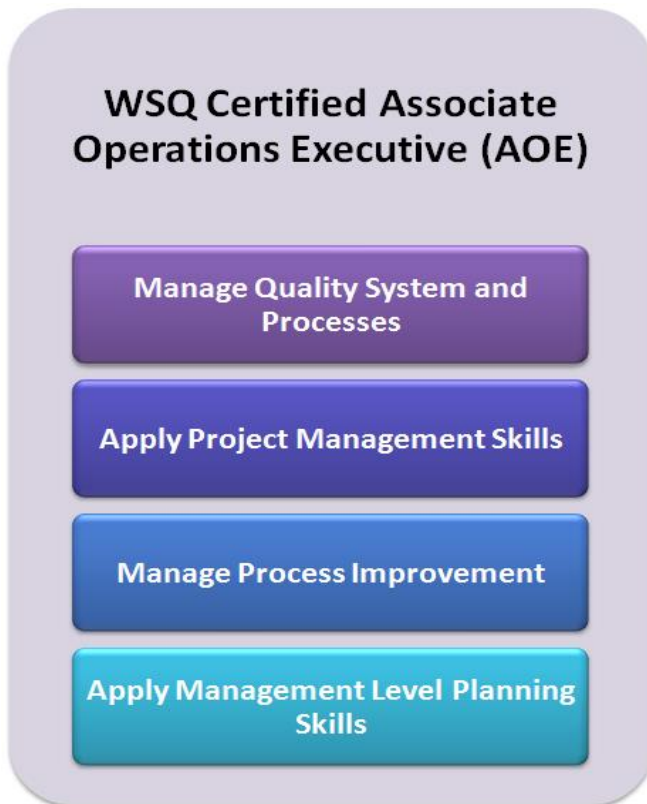 WSQ Certified Associate
Operations Executive (AOE)
Manage Quality System and
Processes
Apply Project Management Skills
Manage Process Improvement
Apply Management Level Planning
Skills